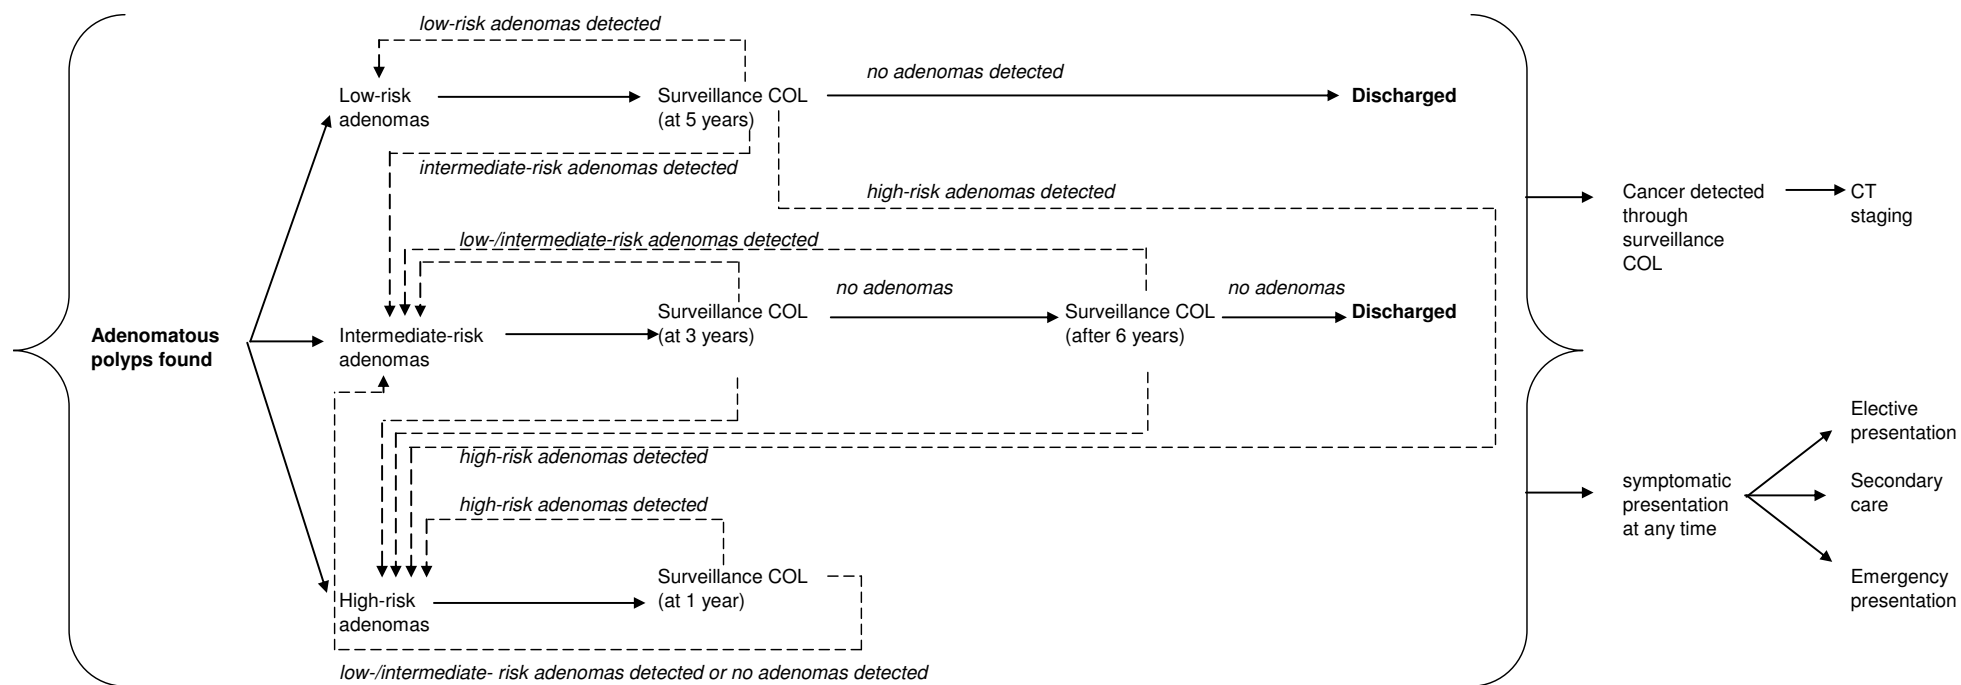 low-risk adenomas detected
no adenomas detected
Low-risk
adenomas
Surveillance COL
(at 5 years)
Discharged
intermediate-risk adenomas detected
high-risk adenomas detected
Cancer detected
through
surveillance
COL
CT
staging
low-/intermediate-risk adenomas detected
no adenomas
no adenomas
Adenomatous
polyps found
Intermediate-risk
adenomas
Surveillance COL
(at 3 years)
Surveillance COL
(after 6 years)
Discharged
high-risk adenomas detected
high-risk adenomas detected
symptomatic
presentation
at any time
Elective
presentation
Secondary
care
Emergency
presentation
High-risk
adenomas
Surveillance COL
(at 1 year)
low-/intermediate- risk adenomas detected or no adenomas detected